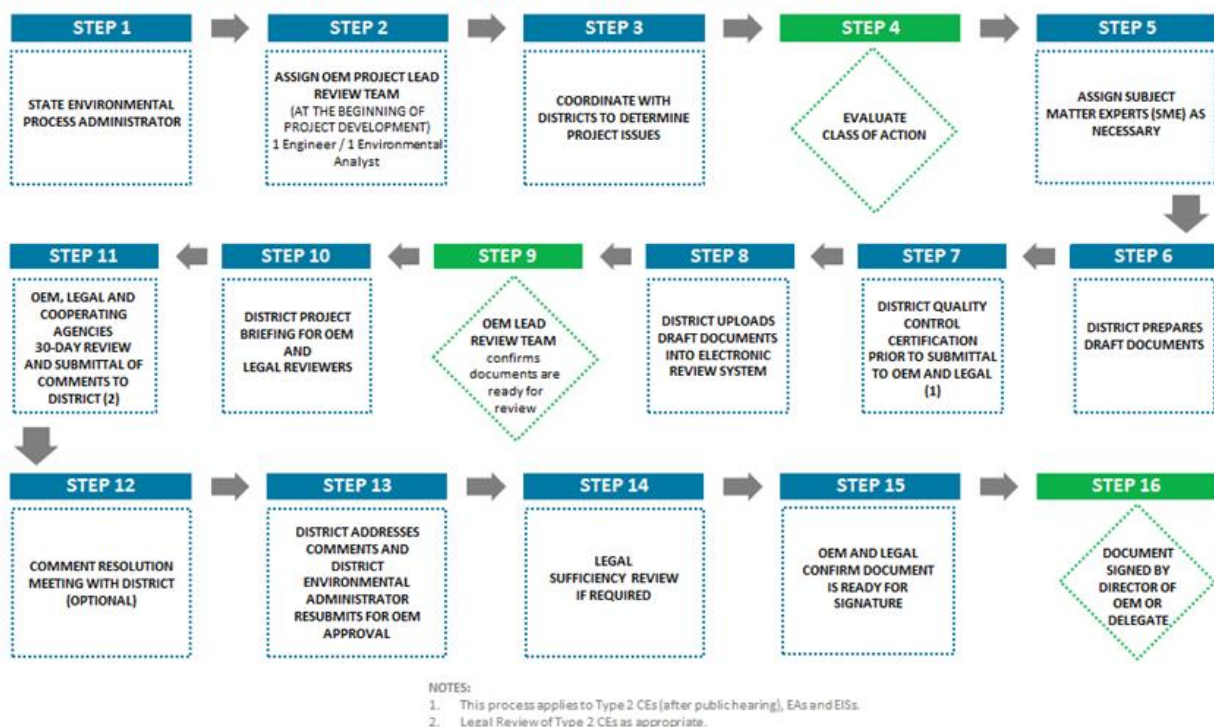 STEP 1
STATE ENVIRONMENTAL
PROCESS ADMINISTRATOR
STEP 2
ASSIGN OEM PROJECT LEAD
REVIEW TEAM
(AT THE BEGINNING OF
PROJECT DEVELOPMENT)
1 Engineer / 1 Environmental
Analyst
STEP 3
COORDINATE WITH
DISTRICTS TO DETERMINE
PROJECT ISSUES
STEP 4
EVALUATE
CLASS OF ACTION
STEP 5
ASSIGN SUBJECT
MATTER EXPERTS (SME) AS
NECESSARY
STEP 6
DISTRICT PREPARES
DRAFT DOCUMENTS
STEP 7
DISTRICT QUALITY
CONTROL
CERTIFICATION
PRIOR TO SUBMITTAL
TO OEM AND LEGAL
(1)
STEP 8
DISTRICT UPLOADS
DRAFT DOCUMENTS
INTO ELECTRONIC
REVIEW SYSTEM
STEP 9
OEM LEAD
REVIEW TEAM
confirms
documents are
ready for
review
STEP 10
DISTRICT PROJECT
BRIEFING FOR OEM
AND
LEGAL REVIEWERS
STEP 11
OEM, LEGAL AND
COOPERATING
AGENCIES
30-DAY REVIEW
AND SUBMITTAL OF
COMMENTS TO
DISTRICT (2)
STEP 12
COMMENT RESOLUTION
MEETING WITH DISTRICT
(OPTIONAL)
STEP 13
DISTRICT ADDRESSES
COMMENTS AND
DISTRICT
ENVIRONMENTAL
ADMINISTRATOR
RESUBMITS FOR OEM
APPROVAL
STEP 14
LEGAL
SUFFICIENCY REVIEW
IF REQUIRED
STEP 15
OEM AND LEGAL
CONFIRM DOCUMENT
IS READY FOR
SIGNATURE
STEP 16
DOCUMENT
SIGNED BY
DIRECTOR OF
OEM OR
DELEGATE
NOTES:
1. This process applies to Type 2 CEs (after public hearing), EAs and EISs.
2. Legal Review of Type 2 CEs as appropriate.